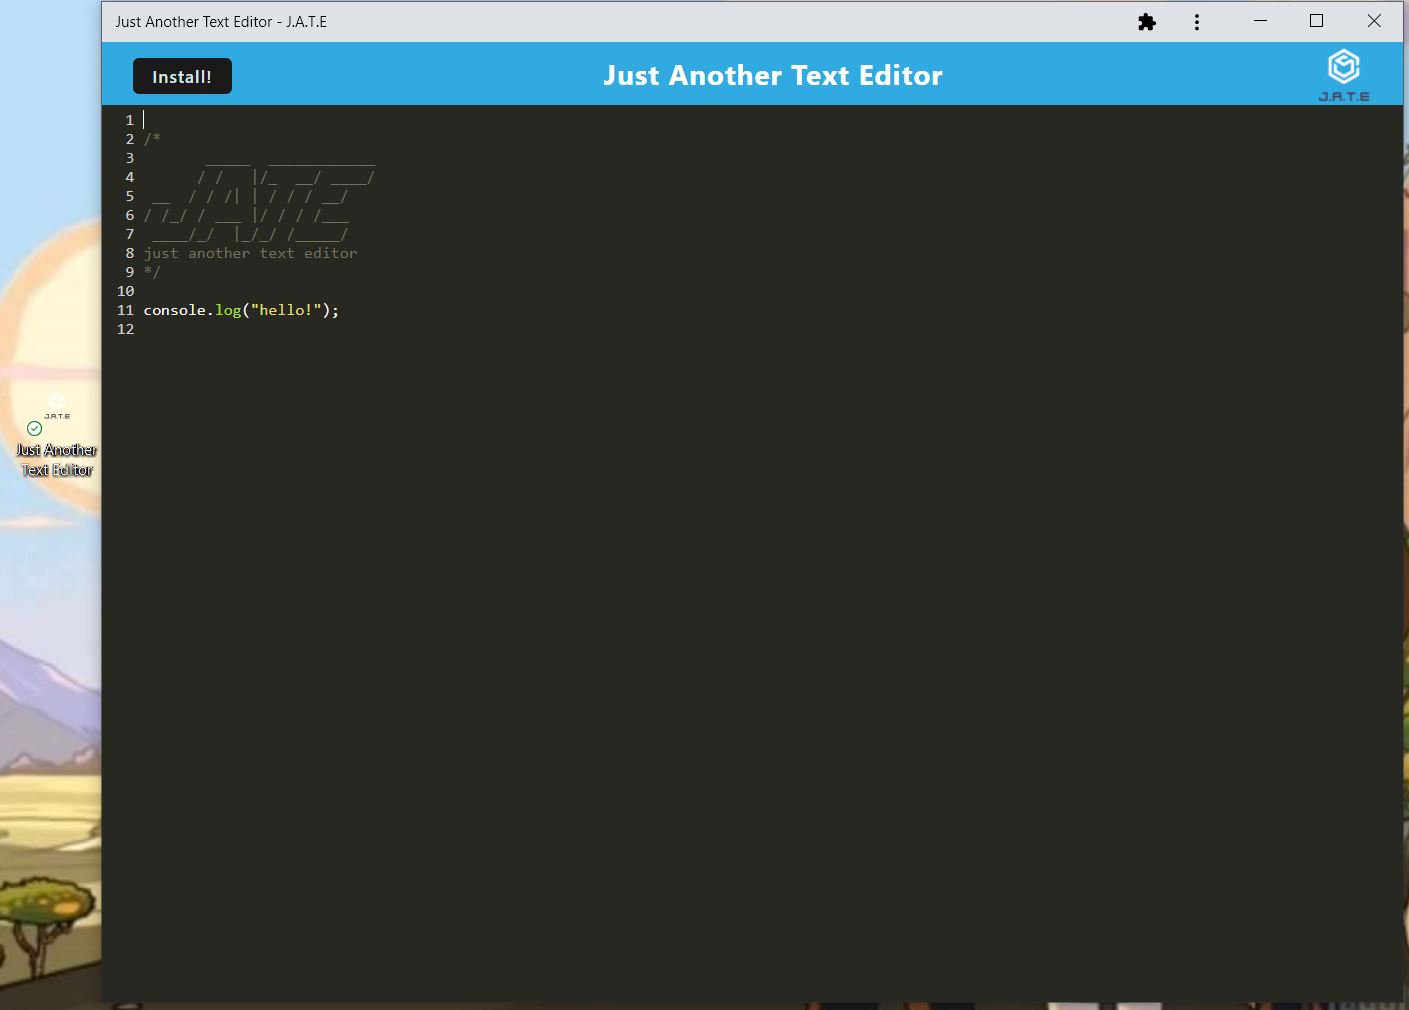 Just Another Text Editor - J.A.T.E
Install!
Just Another Text Editor
J.A.T.E
1
2 /*
3        _____  ____________
4       / /   |/_  __/ ____/
5  __  / / /| | / / / __/
6 / /_/ / ___ |/ / / /___
7  ____/_/  |_/_/ /_____/
8 just another text editor
9 */
10
11 console.log("hello!");
12
J.A.T.E
Just Another
Text Editor